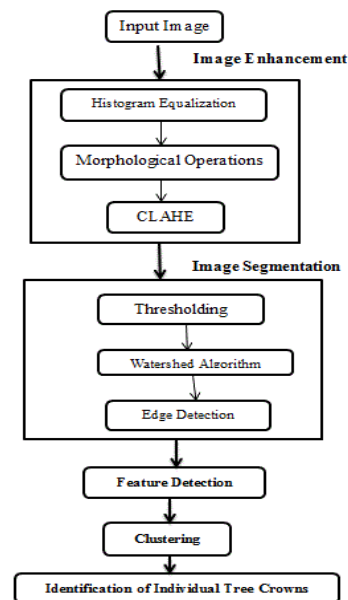 Input Image
Image Enhancement
Histogram Equalization
Morphological Operations
CLAHE
Image Segmentation
Thresholding
Watershed Algorithm
Edge Detection
Feature Detection
Clustering
Identification of Individual Tree Crowns